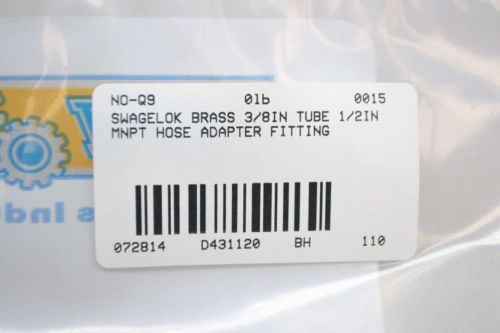 NO-Q9 01b 0015
SWAGELOK BRASS 3/8IN TUBE 1/2IN
MNPT HOSE ADAPTER FITTING
072814 D431120 BH 110